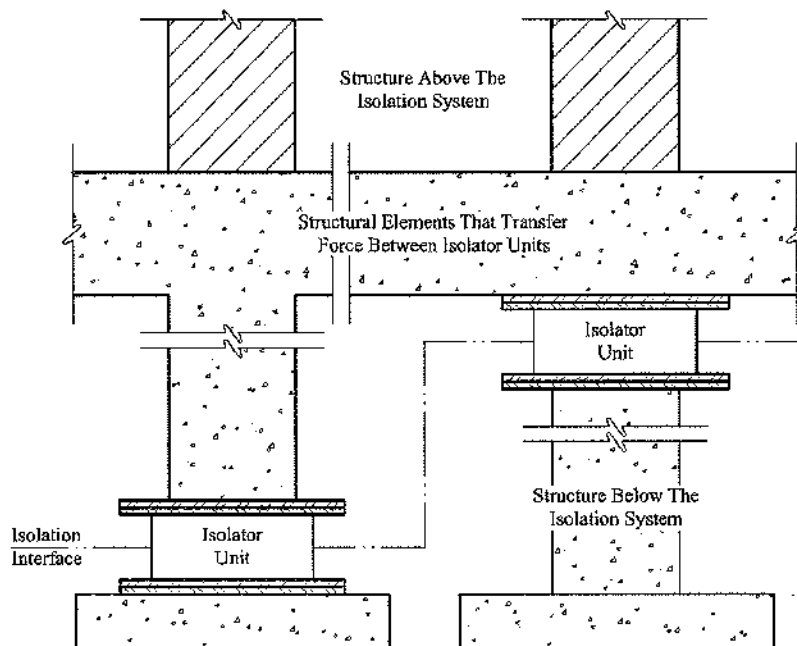 Structure Above The
Isolation System
Structural Elements That Transfer
Force Between Isolator Units
Isolator
Unit
Structure Below The
Isolation System
Isolation
Interface
Isolator
Unit